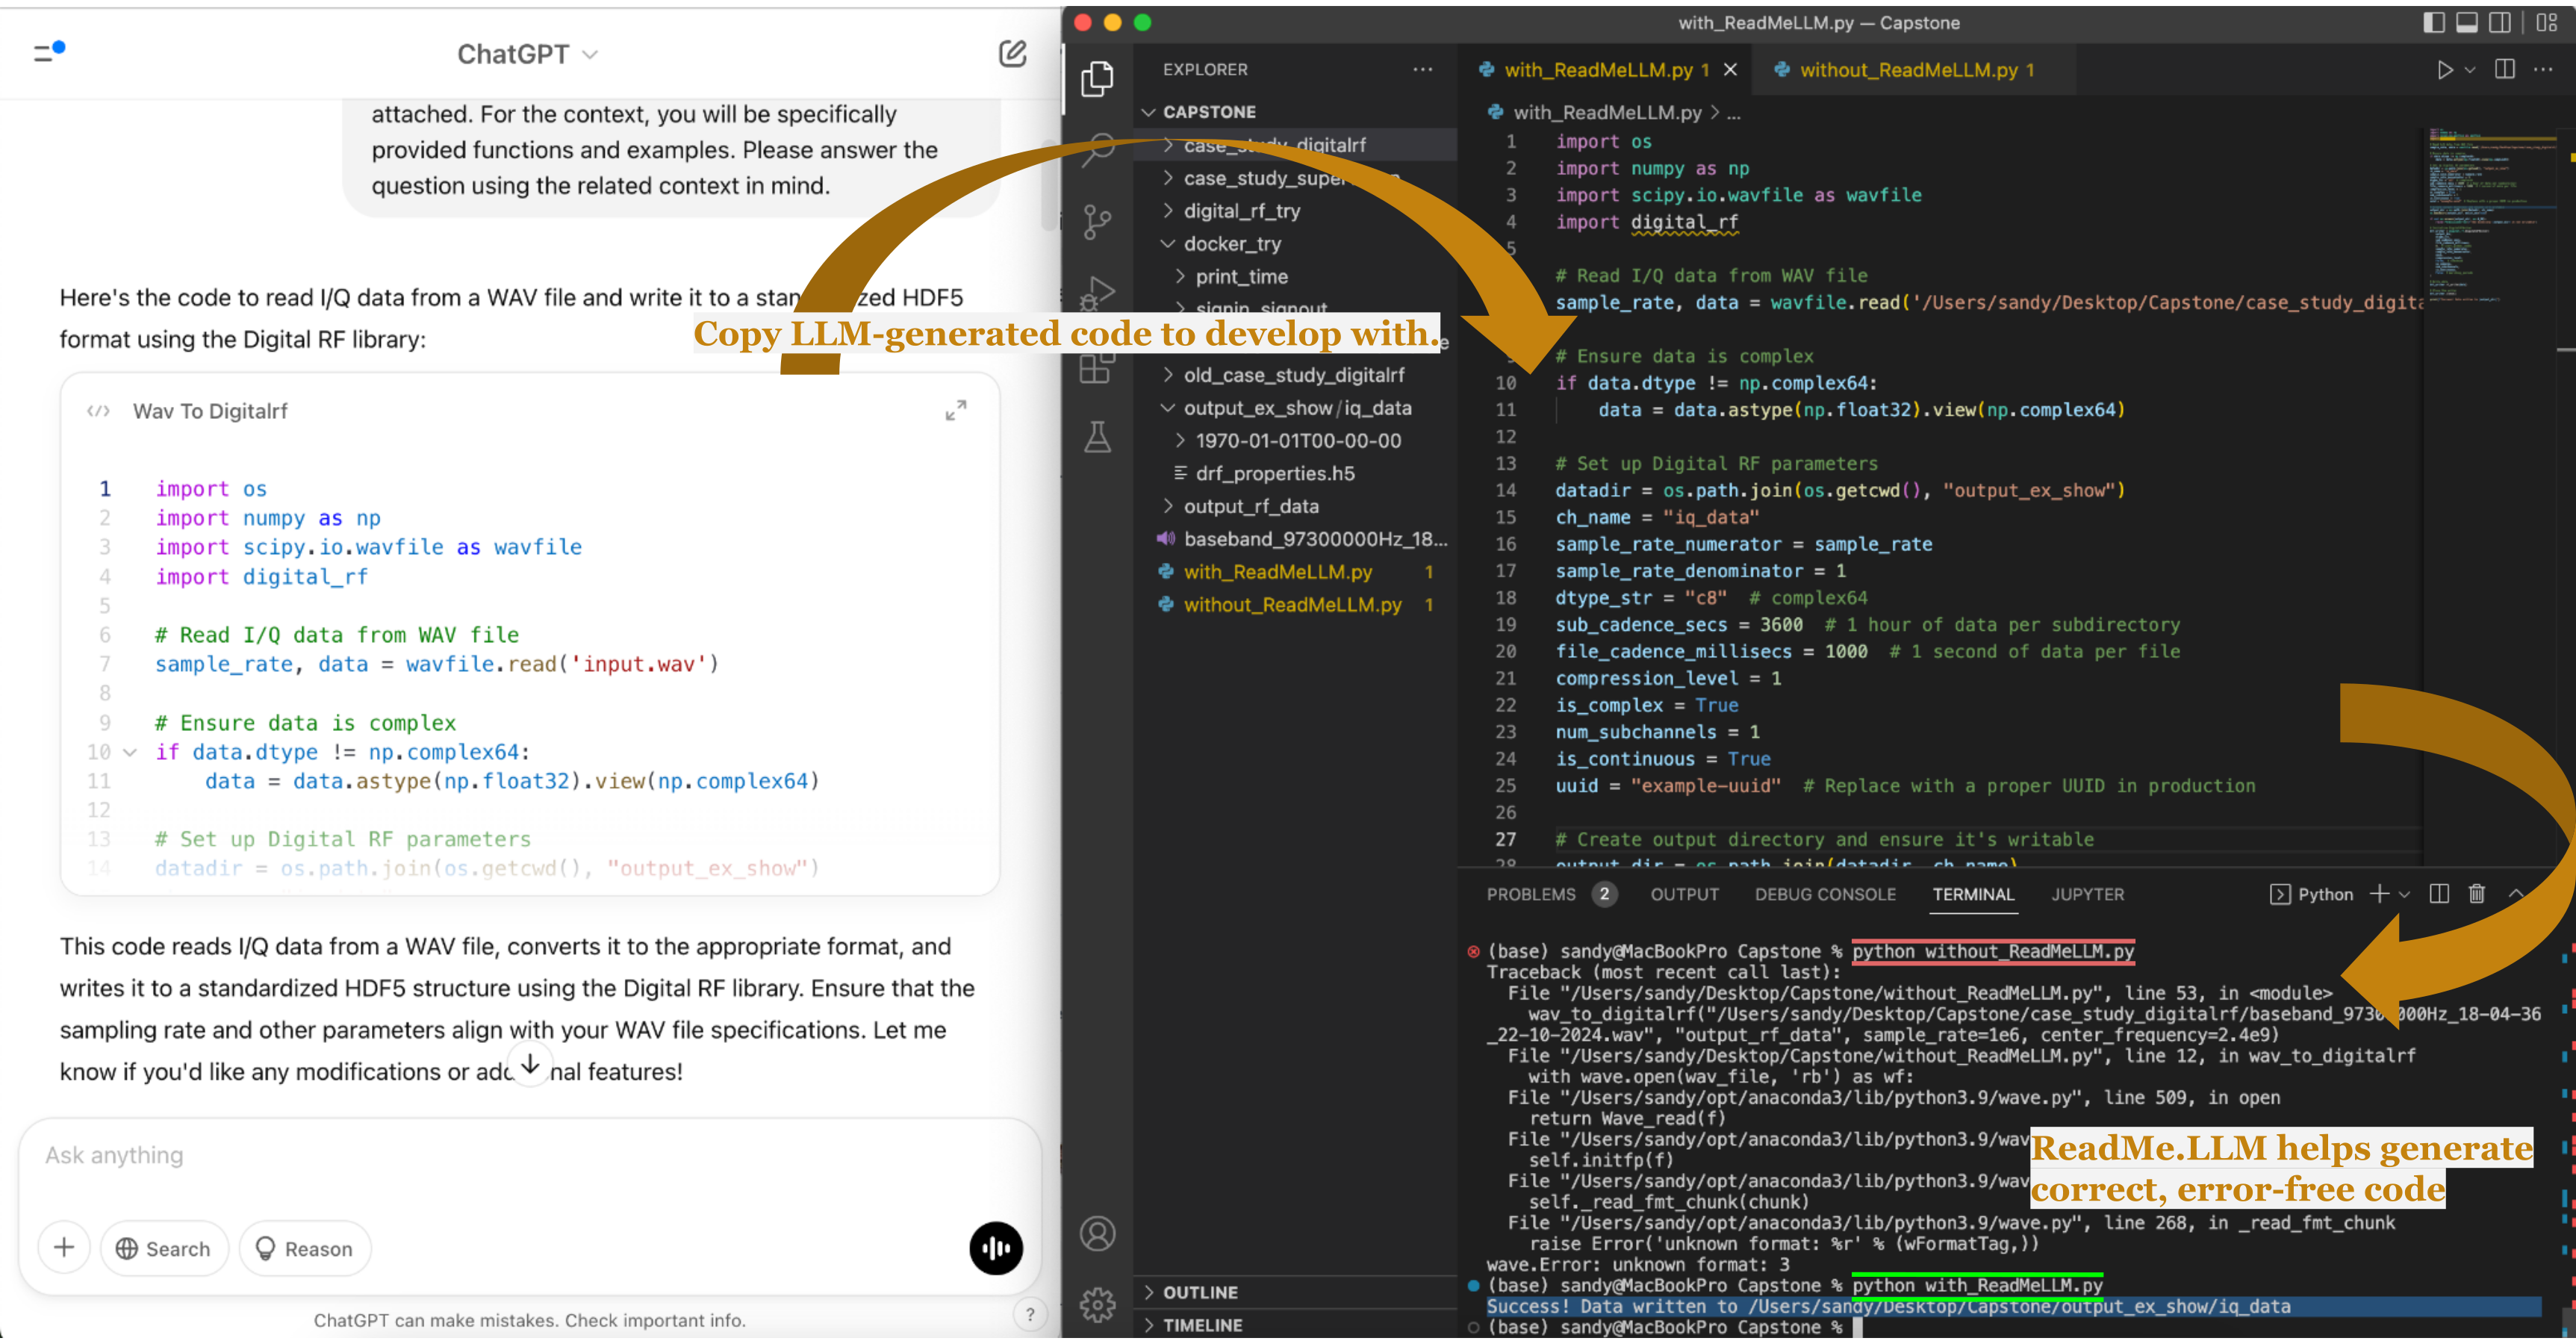 ChatGPT
attached. For the context, you will be specifically
provided functions and examples. Please answer the
question using the related context in mind.
Here's the code to read I/Q data from a WAV file and write it to a HDF5
format using the Digital RF library:
Wav To Digitalrf
1 import os
2 import numpy as np
3 import scipy.io.wavfile as wavfile
4 import digital_rf
5
6 # Read I/Q data from WAV file
7 sample_rate, data = wavfile.read('input.wav')
8
9 # Ensure data is complex
10 if data.dtype != np.complex64:
11 data = data.astype(np.float32).view(np.complex64)
12
13 # Set up Digital RF parameters
14 datadir = os.path.join(os.getcwd(), "output_ex_show")
This code reads I/Q data from a WAV file, converts it to the appropriate format, and
writes it to a standardized HDF5 structure using the Digital RF library. Ensure that the
sampling rate and other parameters align with your WAV file specifications. Let me
know if you'd like any modifications or features!
Ask anything
Search
Reason
ChatGPT can make mistakes. Check important info.
?
Copy LLM-generated code to develop with.
with_ReadMeLLM.py — Capstone
EXPLORER
CAPSTONE
case_study_digitalrf
digital_rf_try
docker_try
print_time
signin_signout
old_case_study_digitalrf
output_ex_show/iq_data
1970-01-01T00-00-00
drf_properties.h5
output_rf_data
baseband_97300000Hz_18...
with_ReadMeLLM.py 1
without_ReadMeLLM.py 1
OUTLINE
TIMELINE
with_ReadMeLLM.py 1 without_ReadMeLLM.py 1
with_ReadMeLLM.py > ...
1 import os
2 import numpy as np
3 import scipy.io.wavfile as wavfile
4 import digital_rf
5
# Read I/Q data from WAV file
sample_rate, data = wavfile.read('/Users/sandy/Desktop/Capstone/case_study_digita
# Ensure data is complex
10 if data.dtype != np.complex64:
11 data = data.astype(np.float32).view(np.complex64)
12
13 # Set up Digital RF parameters
14 datadir = os.path.join(os.getcwd(), "output_ex_show")
15 ch_name = "iq_data"
16 sample_rate_numerator = sample_rate
17 sample_rate_denominator = 1
18 dtype_str = "c8" # complex64
19 sub_cadence_secs = 3600 # 1 hour of data per subdirectory
20 file_cadence_millisecs = 1000 # 1 second of data per file
21 compression_level = 1
22 is_complex = True
23 num_subchannels = 1
24 is_continuous = True
25 uuid = "example-uuid" # Replace with a proper UUID in production
26
27 # Create output directory and ensure it's writable
28 output_dir = os.path.join(datadir, ch_name)
PROBLEMS 2 OUTPUT DEBUG CONSOLE TERMINAL JUPYTER Python
(base) sandy@MacBookPro Capstone % python without_ReadMeLLM.py
Traceback (most recent call last):
File "/Users/sandy/Desktop/Capstone/without_ReadMeLLM.py", line 53, in <module>
wav_to_digitalrf("/Users/sandy/Desktop/Capstone/case_study_digitalrf/baseband_97300000Hz_18-04-36
_22-10-2024.wav", "output_rf_data", sample_rate=1e6, center_frequency=2.4e9)
File "/Users/sandy/Desktop/Capstone/without_ReadMeLLM.py", line 12, in wav_to_digitalrf
with wave.open(wav_file, 'rb') as wf:
File "/Users/sandy/opt/anaconda3/lib/python3.9/wave.py", line 509, in open
return Wave_read(f)
File "/Users/sandy/opt/anaconda3/lib/python3.9/wav
self.initfp(f)
File "/Users/sandy/opt/anaconda3/lib/python3.9/wav
self._read_fmt_chunk(chunk)
File "/Users/sandy/opt/anaconda3/lib/python3.9/wave.py", line 268, in _read_fmt_chunk
raise Error('unknown format: %r' % (wFormatTag,))
wave.Error: unknown format: 3
(base) sandy@MacBookPro Capstone % python with_ReadMeLLM.py
Success! Data written to /Users/sandy/Desktop/Capstone/output_ex_show/iq_data
(base) sandy@MacBookPro Capstone %
ReadMe.LLM helps generate
correct, error-free code